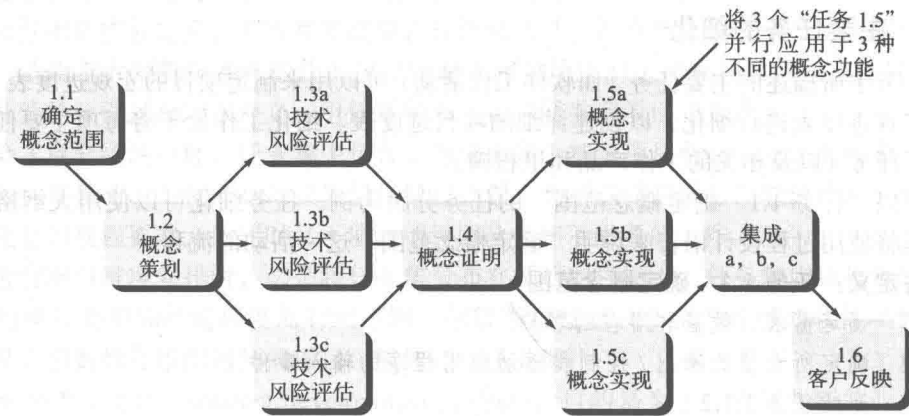 将 3 个 “任务 1.5”
并行应用于 3 种
不同的概念功能
1.1
确定
概念范围
1.2
概念
策划
1.3a
技术
风险评估
1.3b
技术
风险评估
1.3c
技术
风险评估
1.4
概念证明
1.5a
概念
实现
1.5b
概念实现
1.5c
概念实现
集成
a，b，c
1.6
客户反映